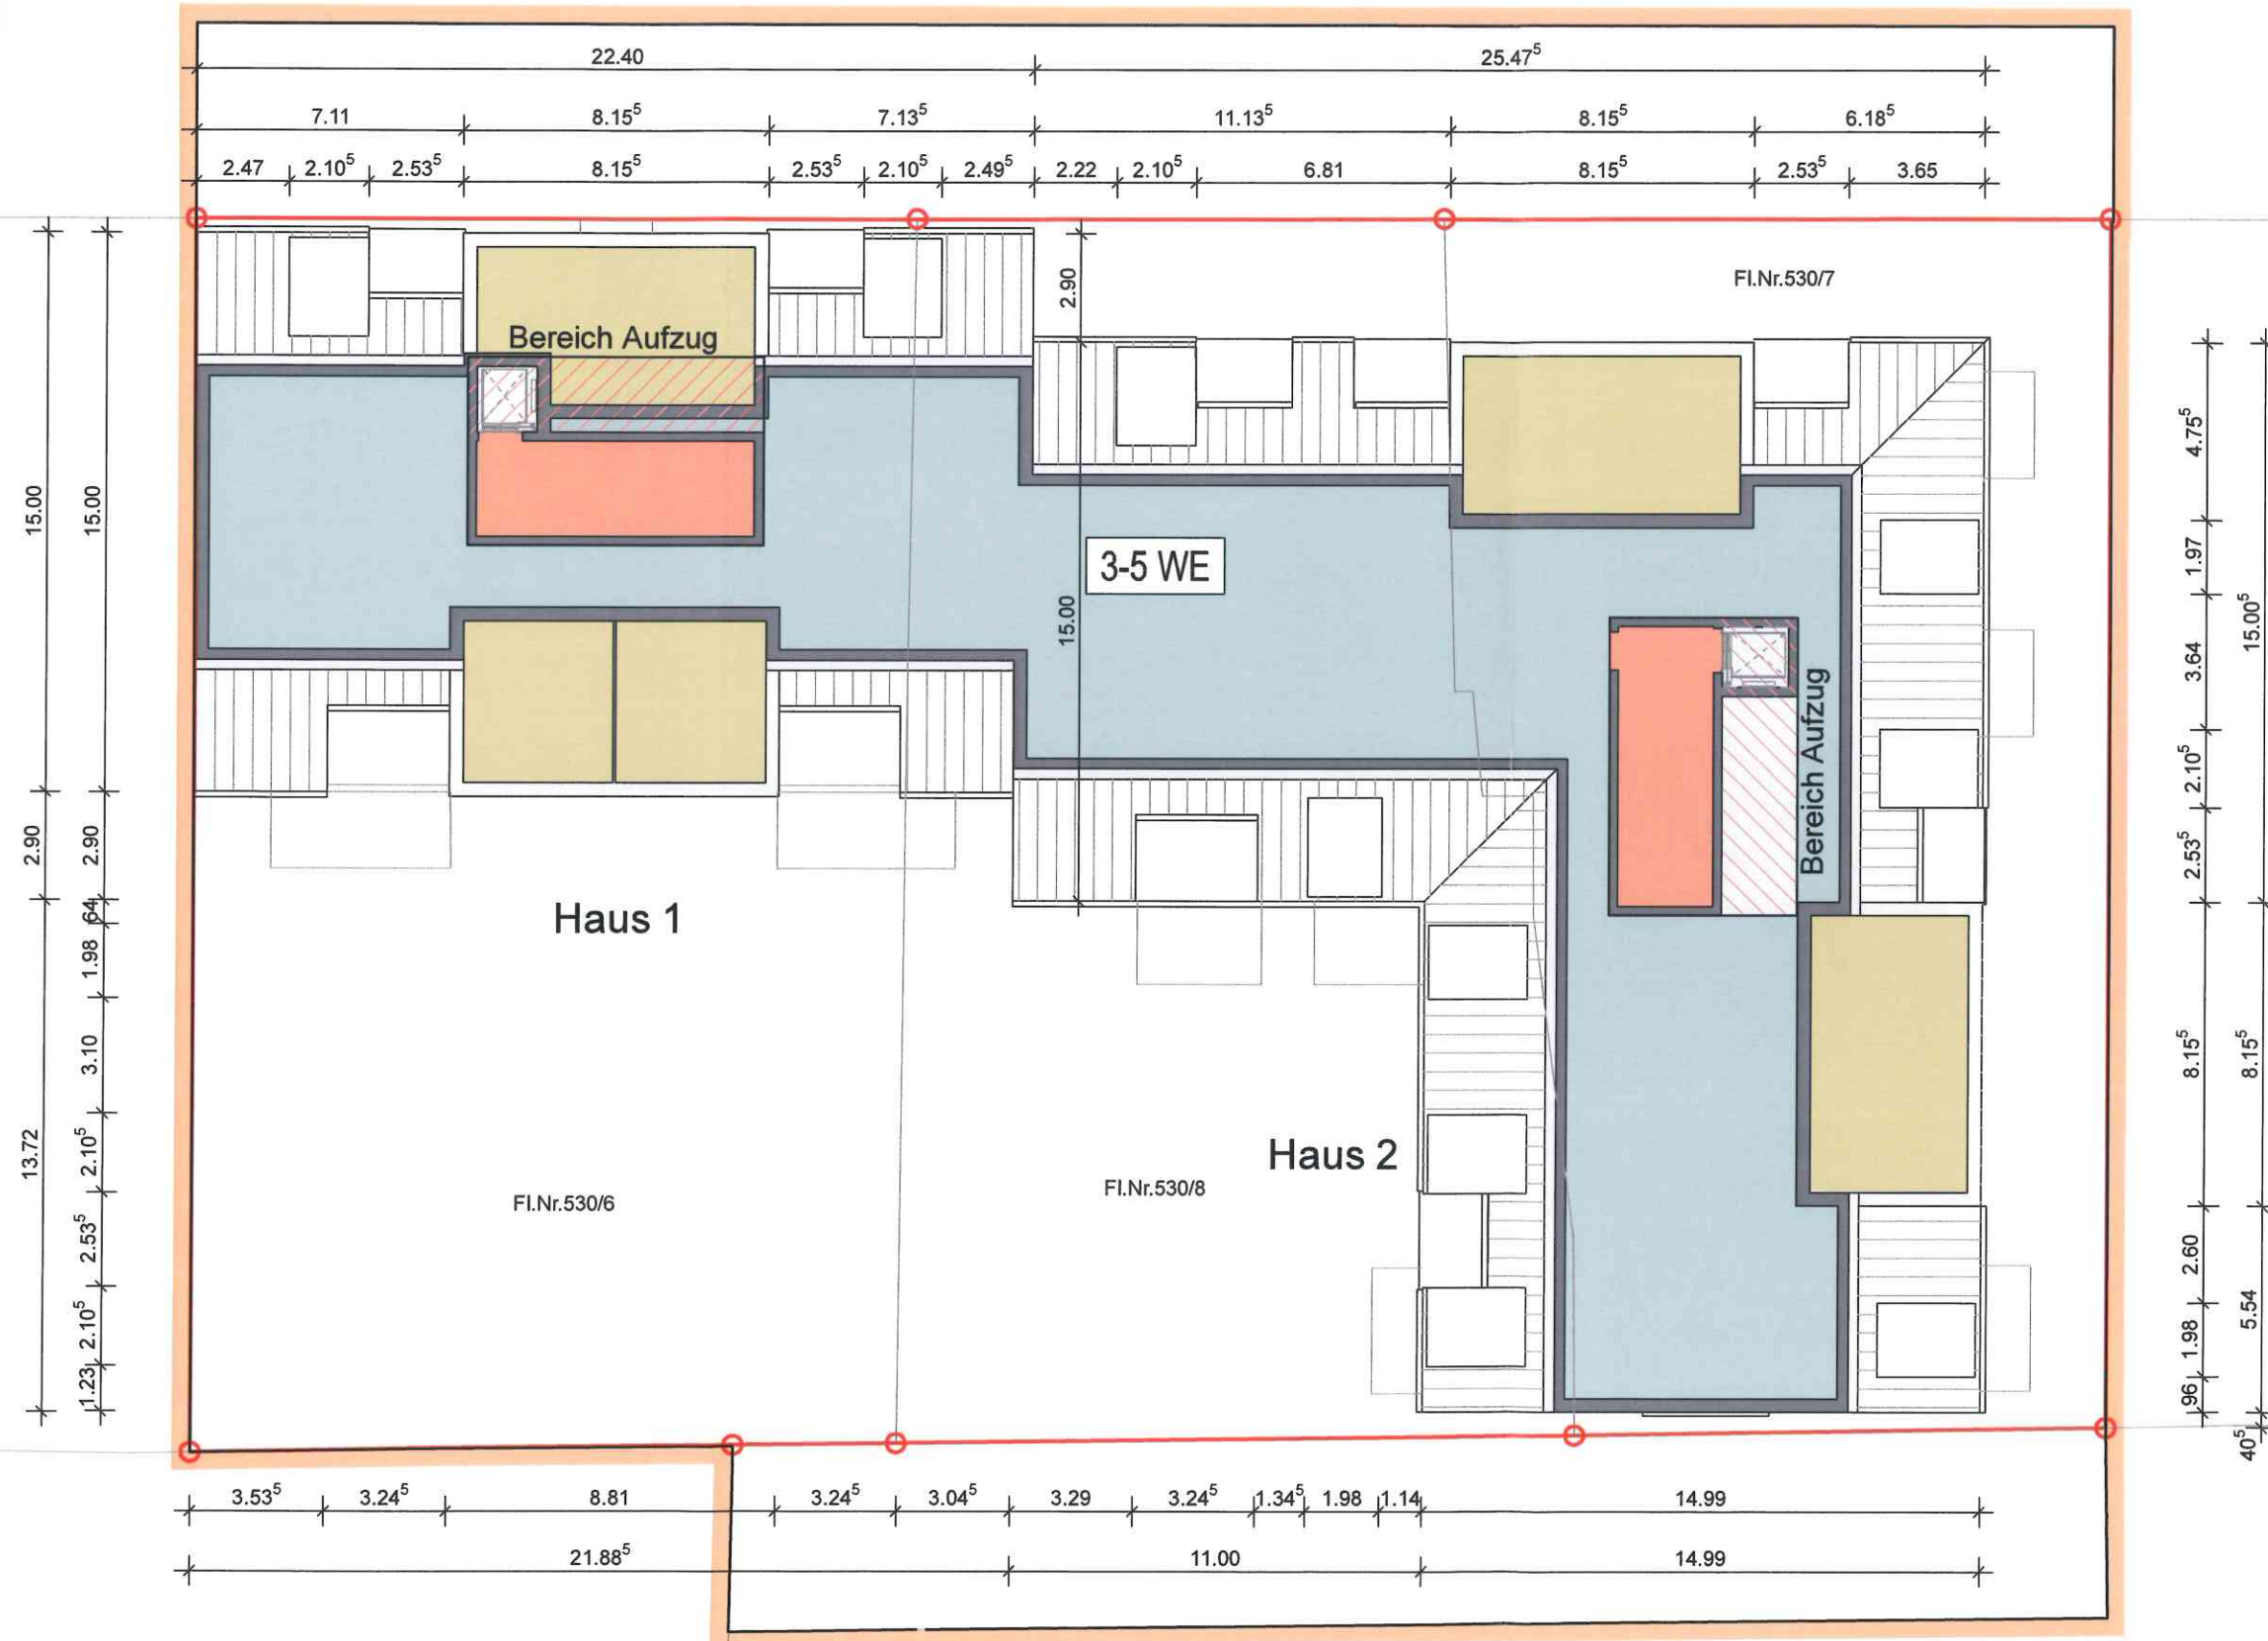 22.40 25.47⁵
7.11 8.15⁵ 7.13⁵ 11.13⁵ 8.15⁵ 6.18⁵
2.47 2.10⁵ 2.53⁵ 8.15⁵ 2.53⁵ 2.10⁵ 2.49⁵ 2.22 2.10⁵ 6.81 8.15⁵ 2.53⁵ 3.65
Fl.Nr.530/7
2.90
Bereich Aufzug
15.00
15.00
3-5 WE
15.00
Bereich Aufzug
4.75⁵
1.97
3.64
2.10⁵
2.53⁵
8.15⁵
2.60
1.98
96
15.00⁵
8.15⁵
5.54
40⁵
2.90
13.72
2.90
64
1.98
3.10
2.10⁵
2.53⁵
2.10⁵
1.23
Haus 1
Haus 2
Fl.Nr.530/6
Fl.Nr.530/8
3.53⁵ 3.24⁵ 8.81 3.24⁵ 3.04⁵ 3.29 3.24⁵ 1.34⁵ 1.98 1.14 14.99
21.88⁵ 11.00 14.99